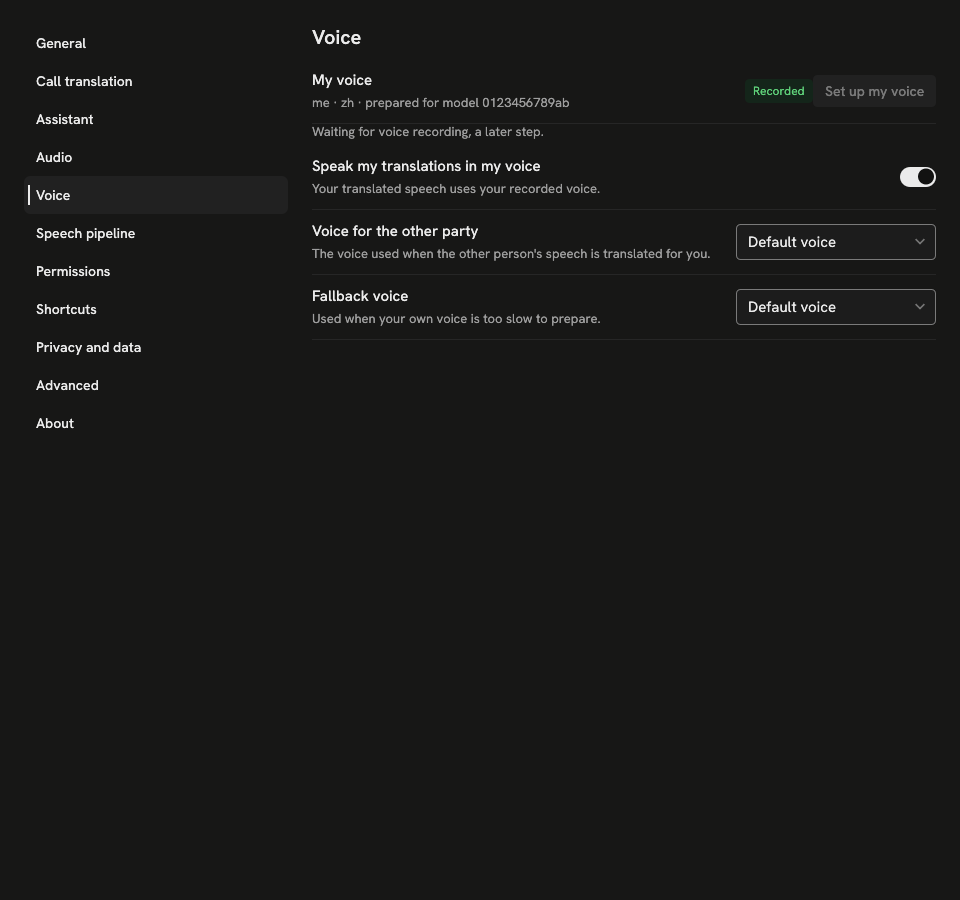 General
Call translation
Assistant
Audio
Voice
Speech pipeline
Permissions
Shortcuts
Privacy and data
Advanced
About
Voice
My voice
me · zh · prepared for model 0123456789ab
Recorded
Set up my voice
Waiting for voice recording, a later step.
Speak my translations in my voice
Your translated speech uses your recorded voice.
Voice for the other party
The voice used when the other person's speech is translated for you.
Default voice
Fallback voice
Used when your own voice is too slow to prepare.
Default voice